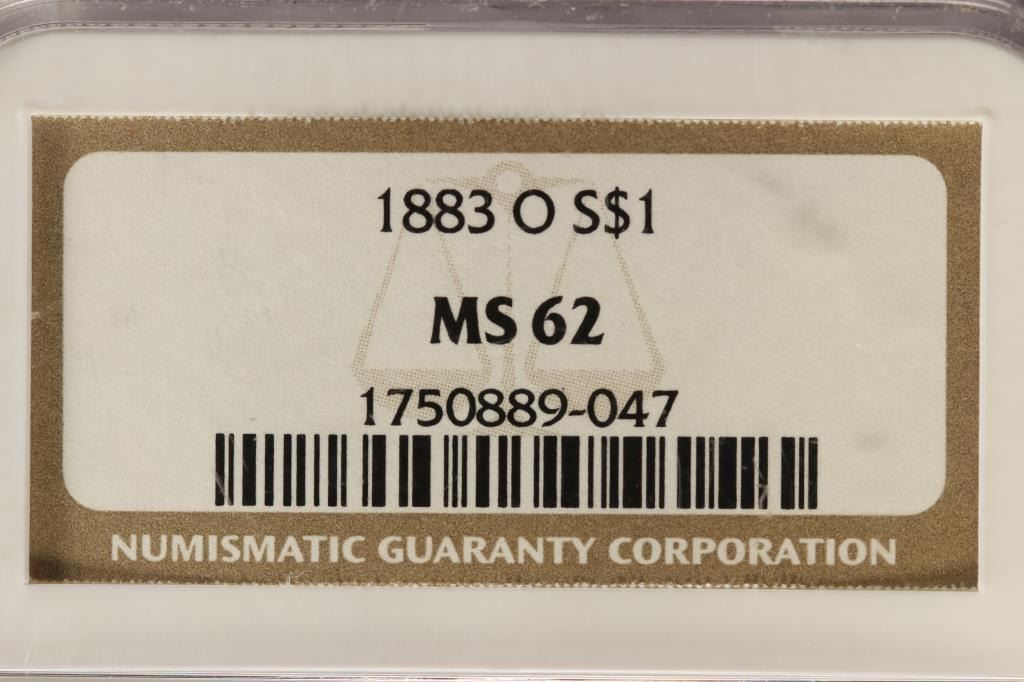 1883 O S$1
MS 62
1750889-047
NUMISMATIC GUARANTY CORPORATION